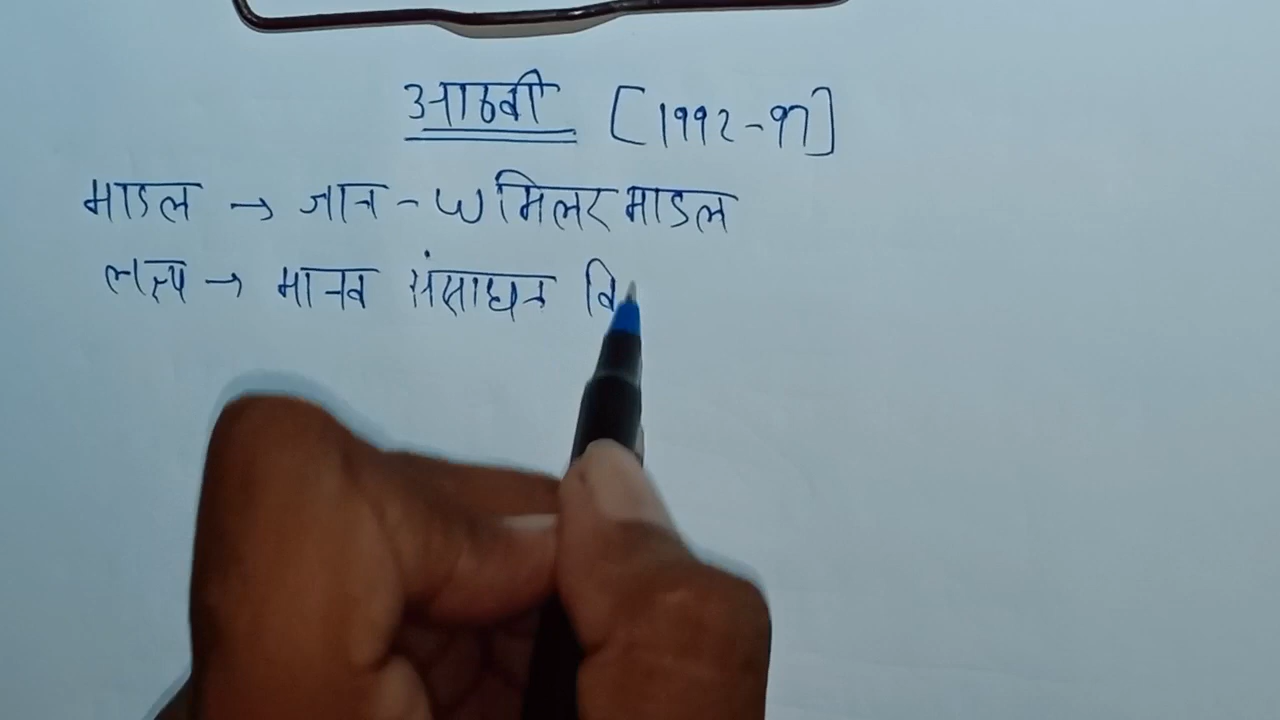 आठवी [1992-97]
माडल → जान - W मिलर माडल
लक्ष्य → मानव संसाधन वि